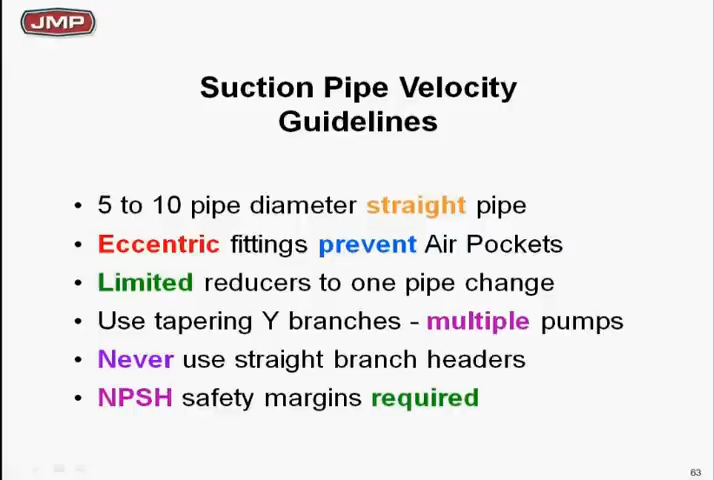 JMP
Suction Pipe Velocity
Guidelines
• 5 to 10 pipe diameter straight pipe
• Eccentric fittings prevent Air Pockets
• Limited reducers to one pipe change
• Use tapering Y branches - multiple pumps
• Never use straight branch headers
• NPSH safety margins required
63